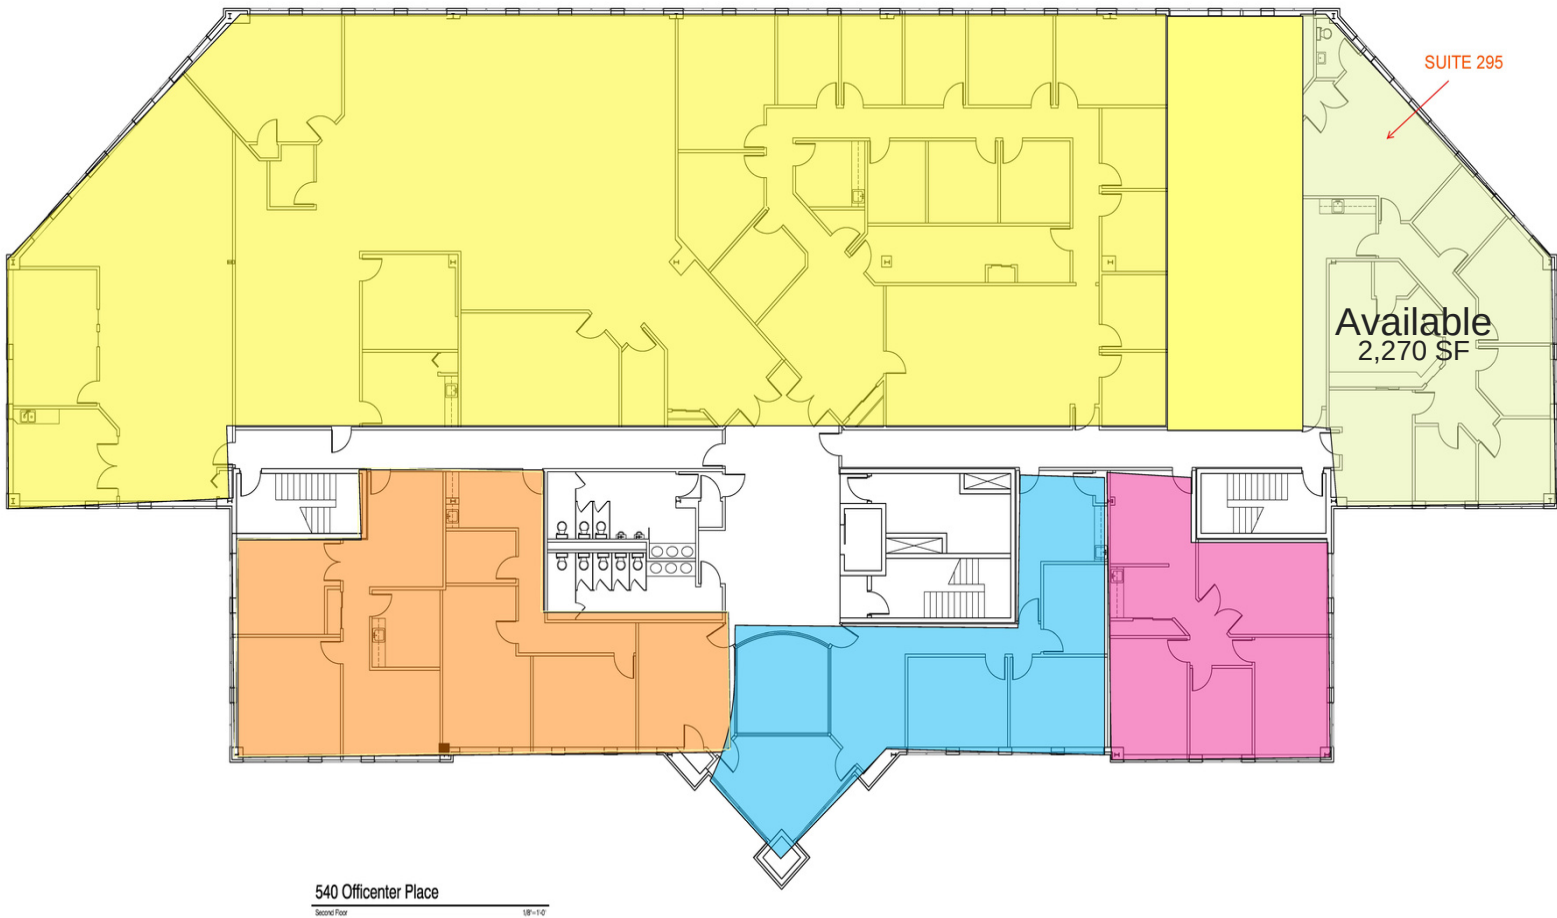 SUITE 295
Available
2,270 SF
540 Officenter Place
Second Floor
1/8"=1'-0"